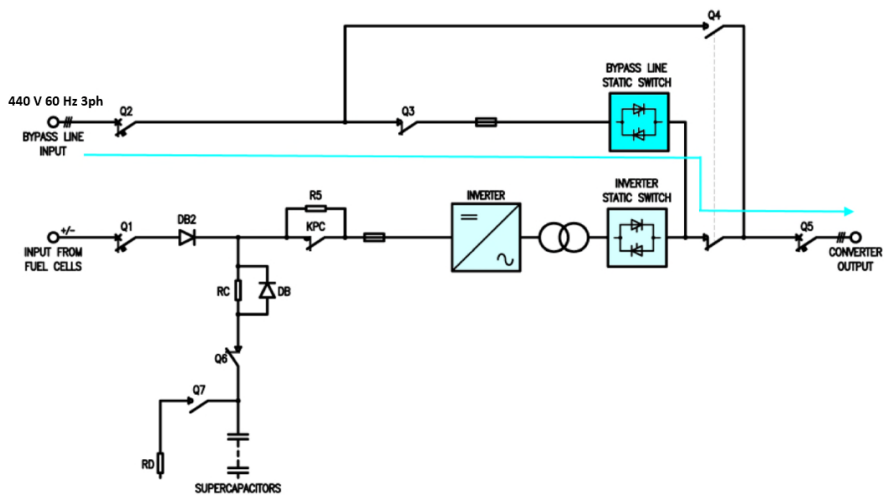 Q4
BYPASS LINE
STATIC SWITCH
440 V 60 Hz 3ph
Q2
Q3
BYPASS LINE
INPUT
INVERTER
STATIC SWITCH
R5
INVERTER
+/-
Q1
DB2
KPC
Q5
INPUT FROM
FUEL CELLS
CONVERTER
OUTPUT
RC
DB
Q6
Q7
RD
SUPERCAPACITORS